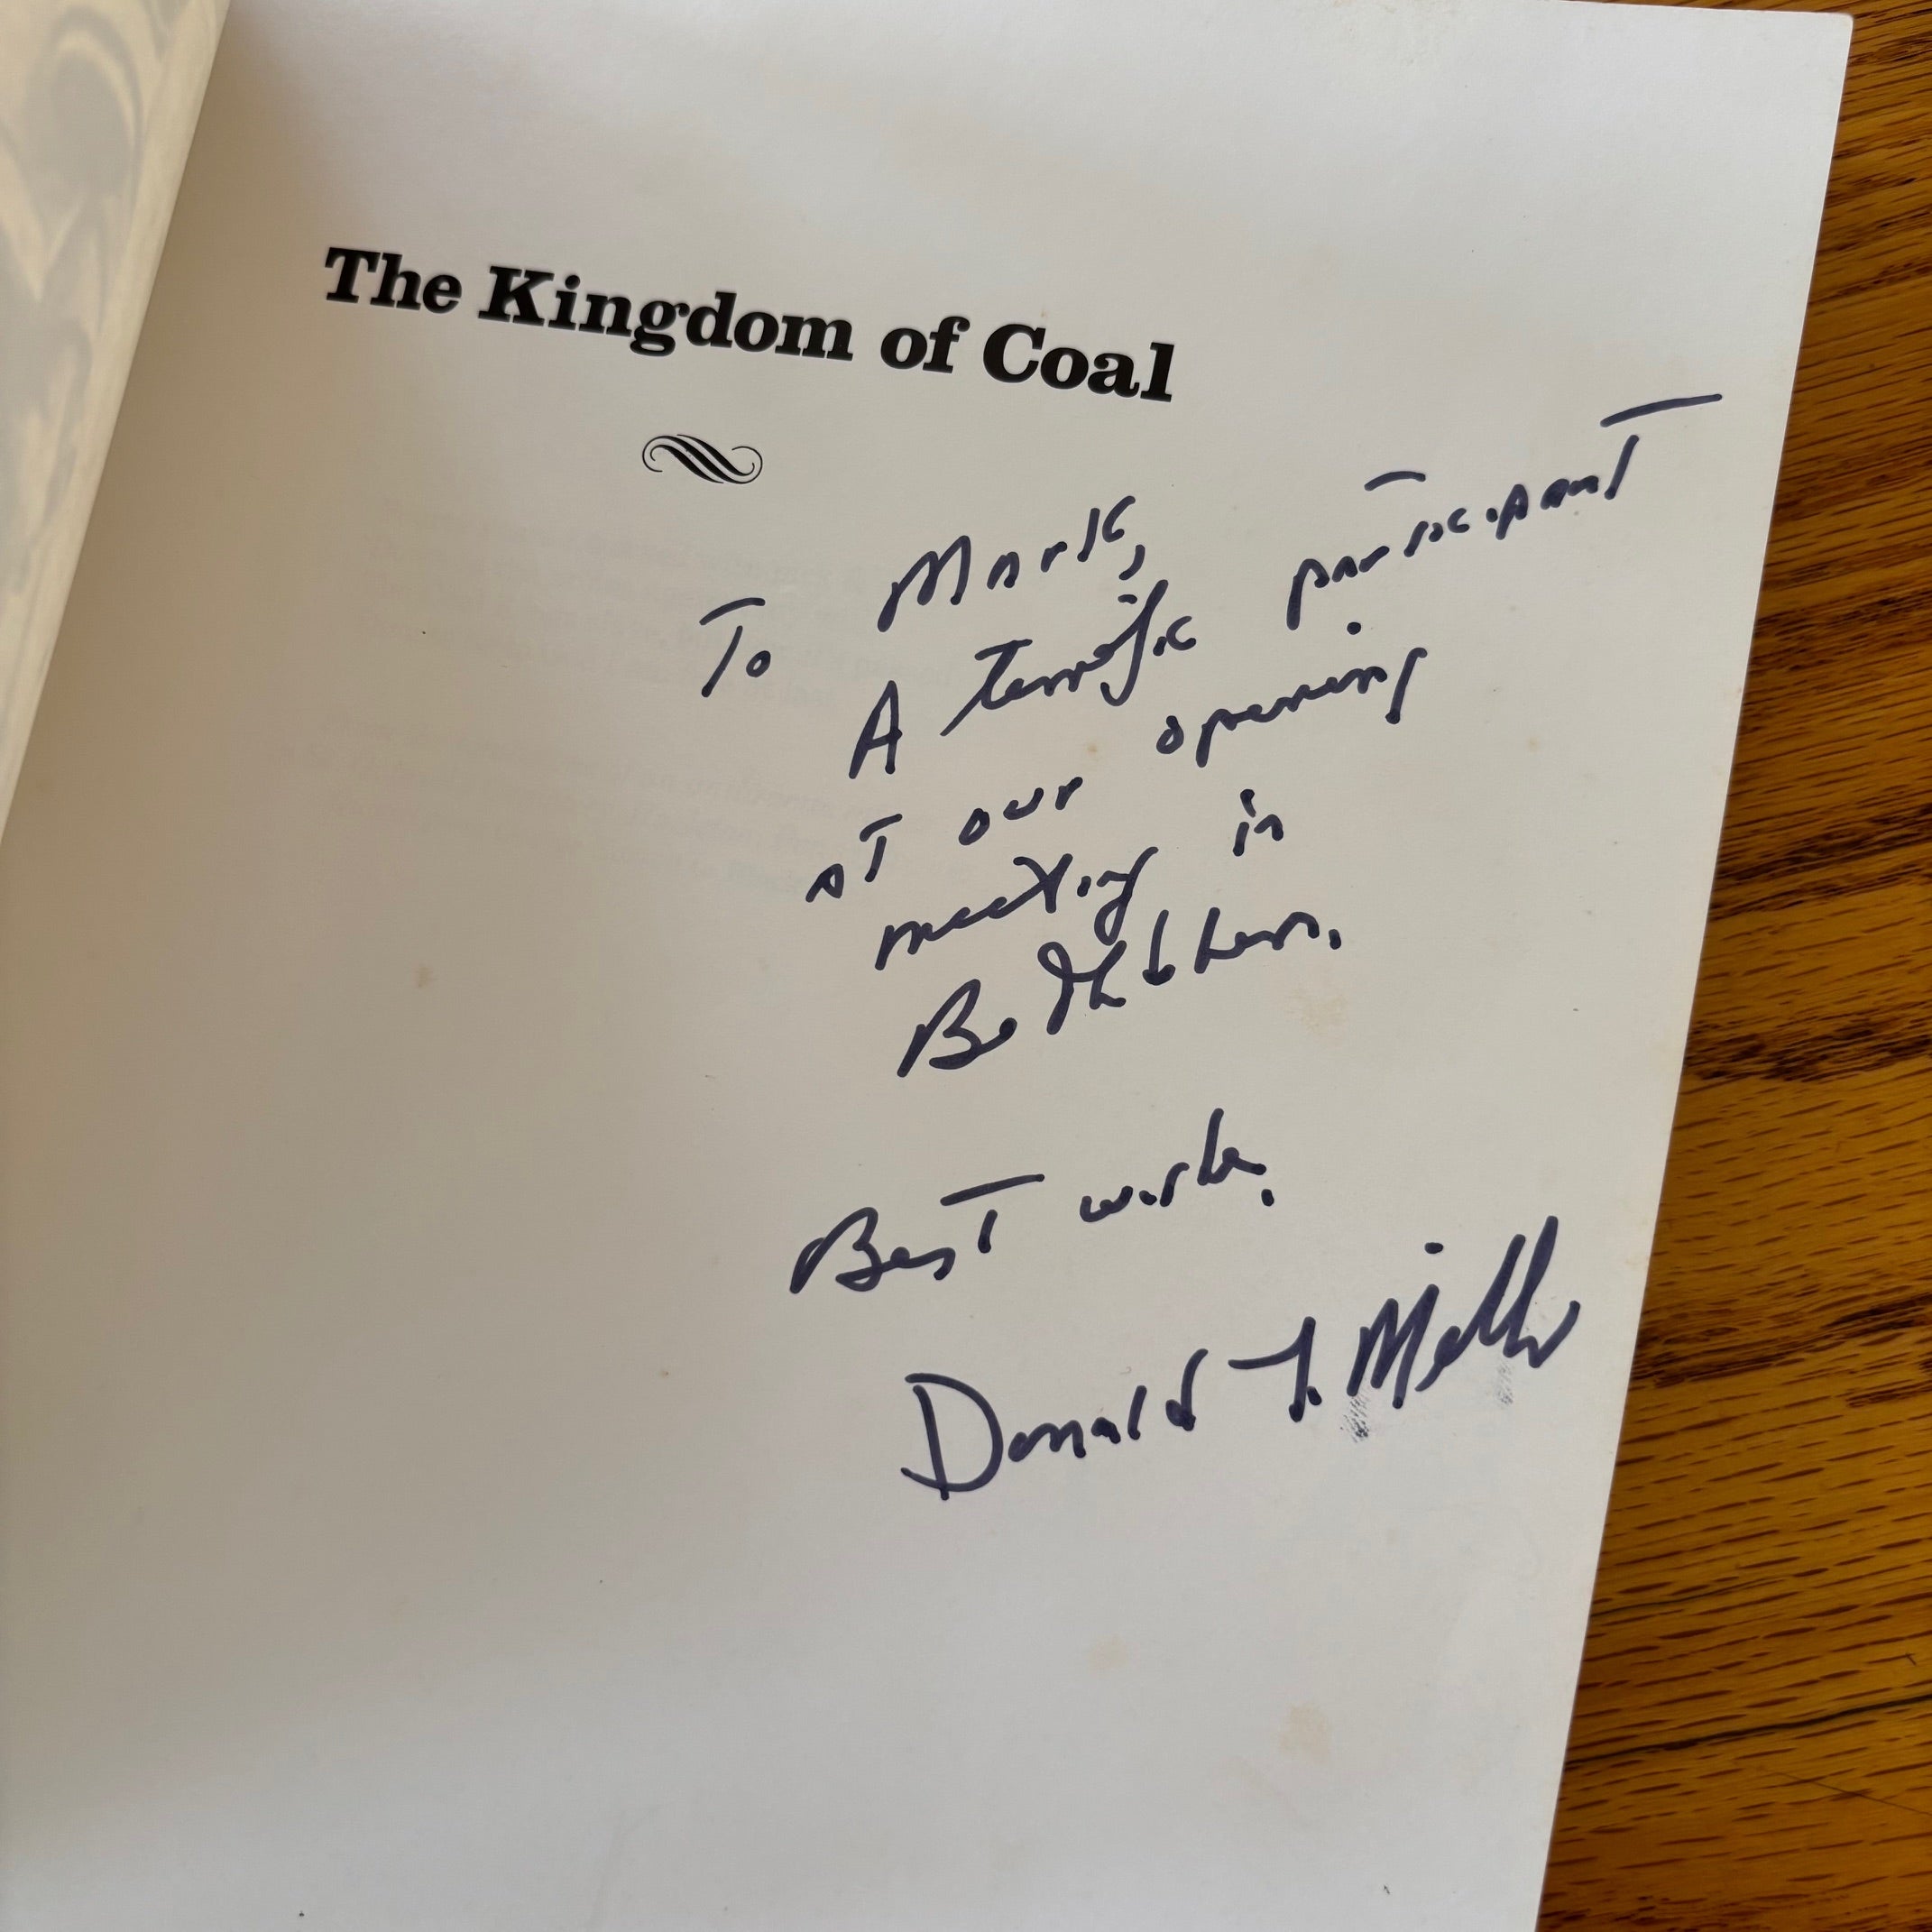 The Kingdom of Coal
To Mark,
A terrific participant
at our opening
meeting in
Bethlehem.
Best wishes,
Donald L. Miller